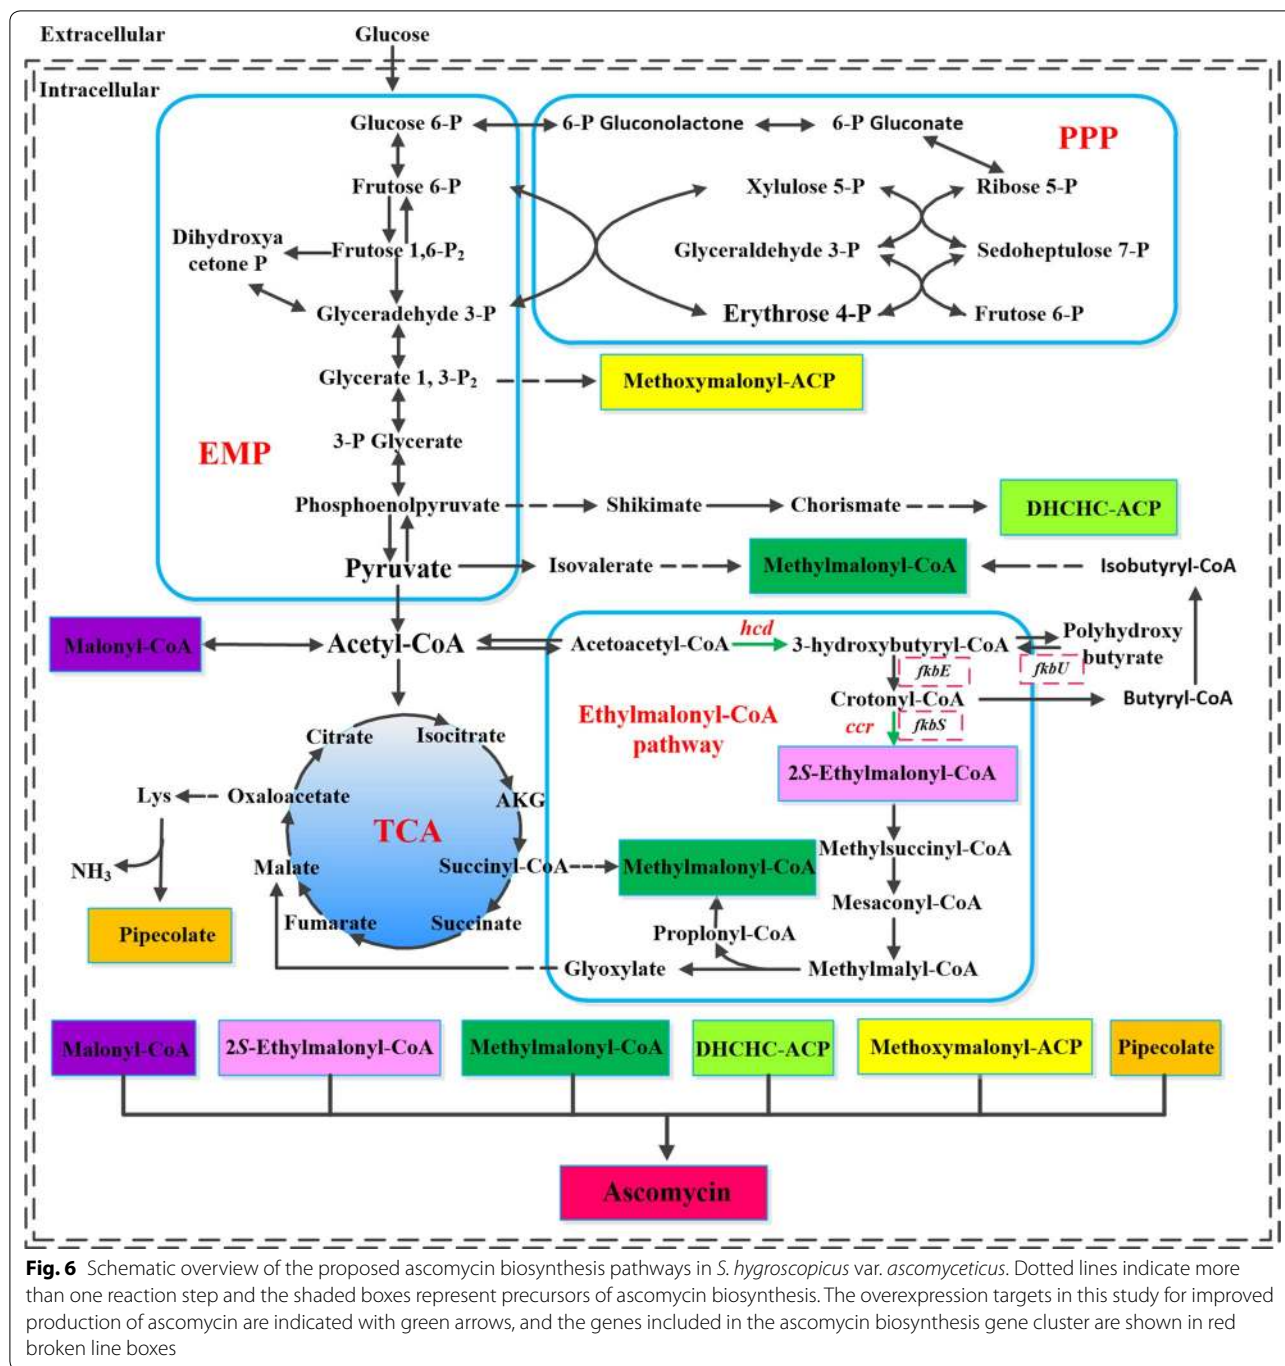 Extracellular
Glucose
Intracellular
Glucose 6-P
6-P Gluconolactone
6-P Gluconate
PPP
Frutose 6-P
Xylulose 5-P
Ribose 5-P
Dihydroxya
cetone P
Frutose 1,6-P₂
Glyceraldehyde 3-P
Sedoheptulose 7-P
Glyceradehyde 3-P
Erythrose 4-P
Frutose 6-P
Glycerate 1, 3-P₂
Methoxymalonyl-ACP
3-P Glycerate
EMP
Phosphoenolpyruvate
Shikimate
Chorismate
DHCHC-ACP
Pyruvate
Isovalerate
Methylmalonyl-CoA
Isobutyryl-CoA
Malonyl-CoA
Acetyl-CoA
Acetoacetyl-CoA
hcd
3-hydroxybutyryl-CoA
Polyhydroxy
butyrate
fkbE
fkbU
Crotonyl-CoA
Butyryl-CoA
Ethylmalonyl-CoA
pathway
ccr
fkbS
2S-Ethylmalonyl-CoA
Citrate
Isocitrate
Lys
Oxaloacetate
AKG
TCA
NH₃
Malate
Succinyl-CoA
Methylmalonyl-CoA
Methylsuccinyl-CoA
Mesaconyl-CoA
Pipecolate
Fumarate
Succinate
Proplonyl-CoA
Glyoxylate
Methylmalyl-CoA
Malonyl-CoA
2S-Ethylmalonyl-CoA
Methylmalonyl-CoA
DHCHC-ACP
Methoxymalonyl-ACP
Pipecolate
Ascomycin
Fig. 6 Schematic overview of the proposed ascomycin biosynthesis pathways in S. hygroscopicus var. ascomyceticus. Dotted lines indicate more
than one reaction step and the shaded boxes represent precursors of ascomycin biosynthesis. The overexpression targets in this study for improved
production of ascomycin are indicated with green arrows, and the genes included in the ascomycin biosynthesis gene cluster are shown in red
broken line boxes